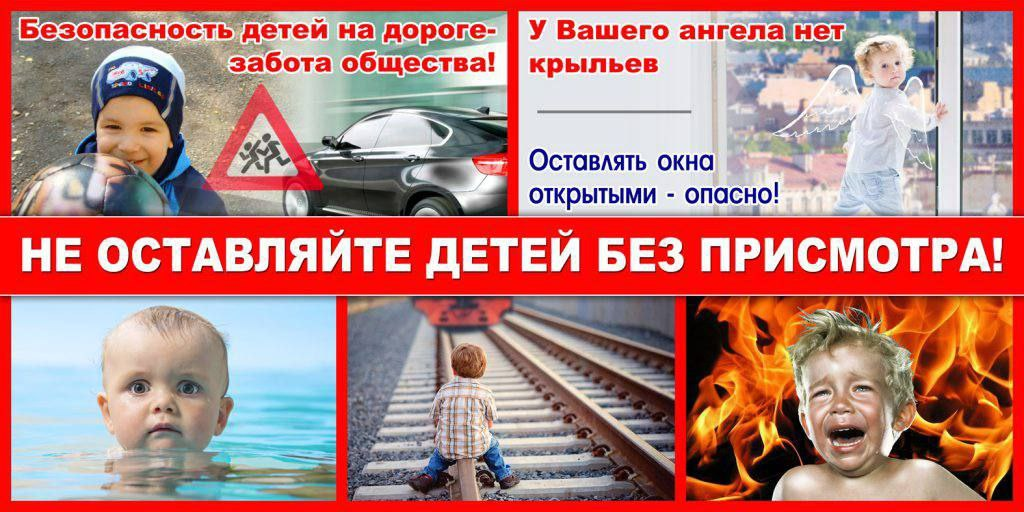 Безопасность детей на дороге-
забота общества!
У Вашего ангела нет
крыльев
Оставлять окна
открытыми - опасно!
НЕ ОСТАВЛЯЙТЕ ДЕТЕЙ БЕЗ ПРИСМОТРА!